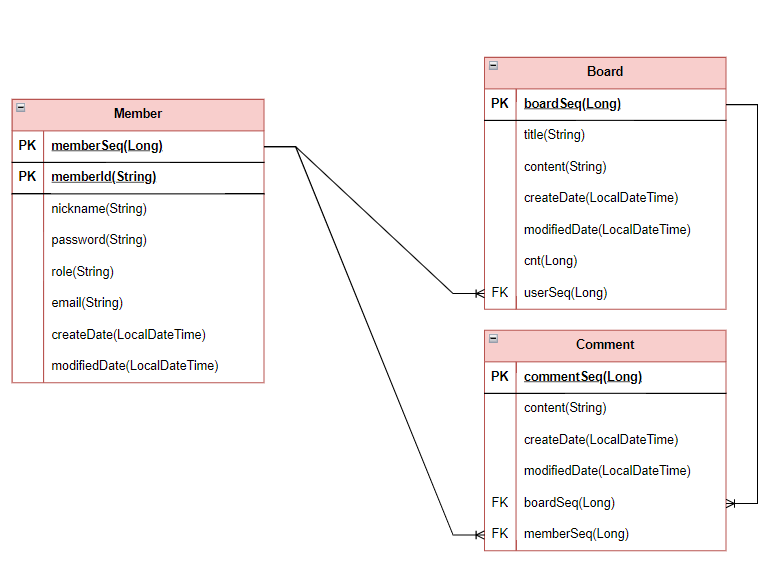 Member
PK memberSeq(Long)
PK memberId(String)
nickname(String)
password(String)
role(String)
email(String)
createDate(LocalDateTime)
modifiedDate(LocalDateTime)
Board
PK boardSeq(Long)
title(String)
content(String)
createDate(LocalDateTime)
modifiedDate(LocalDateTime)
cnt(Long)
FK userSeq(Long)
Comment
PK commentSeq(Long)
content(String)
createDate(LocalDateTime)
modifiedDate(LocalDateTime)
FK boardSeq(Long)
FK memberSeq(Long)